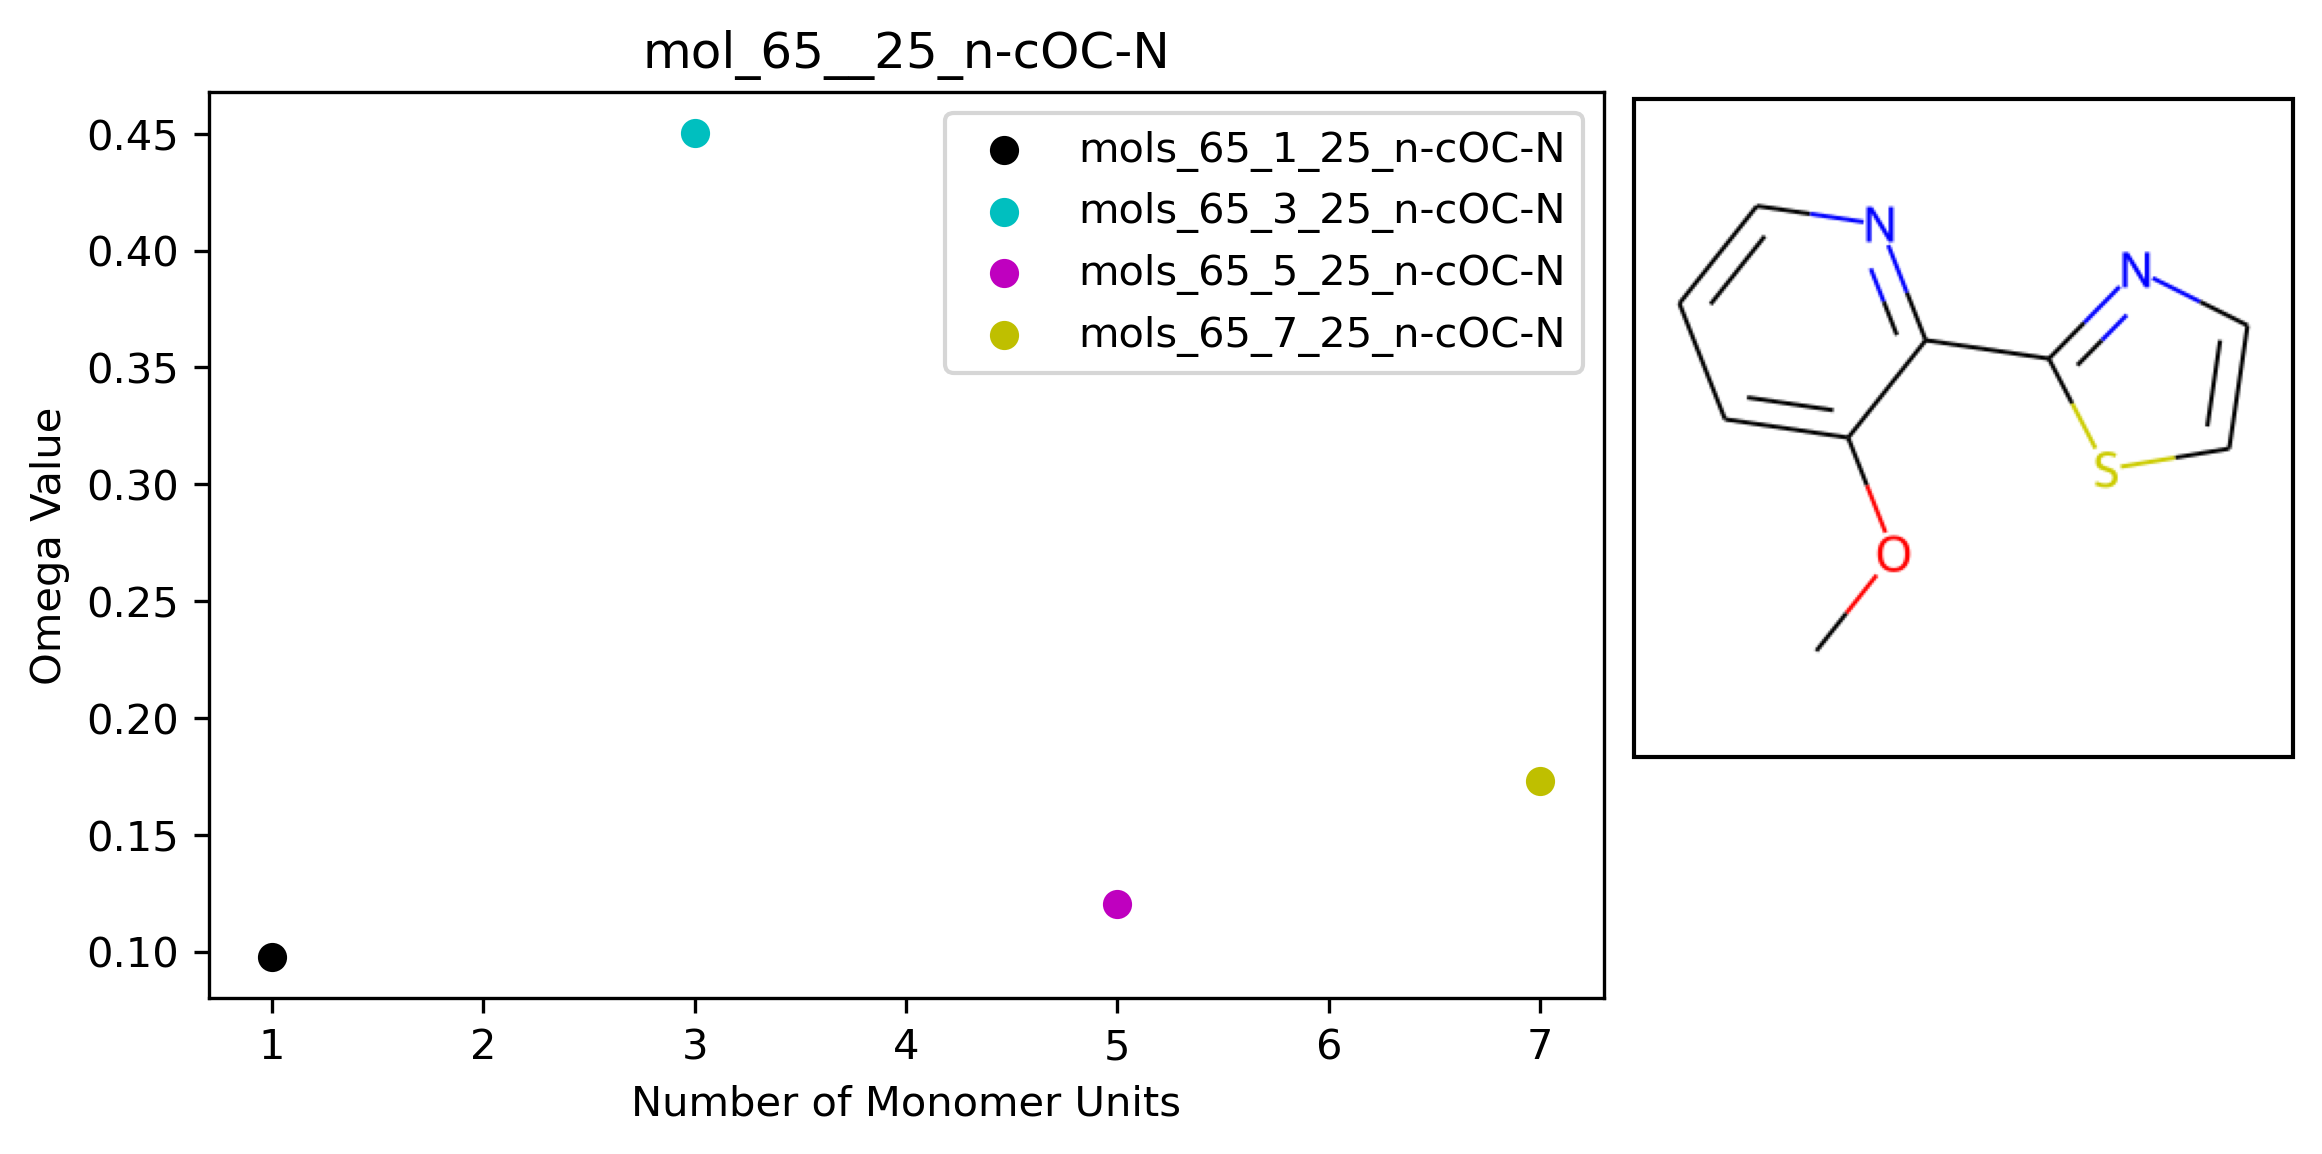 mol_65__25_n-cOC-N
Omega Value
0.45
0.40
0.35
0.30
0.25
0.20
0.15
0.10
mols_65_1_25_n-cOC-N
mols_65_3_25_n-cOC-N
mols_65_5_25_n-cOC-N
mols_65_7_25_n-cOC-N
1 2 3 4 5 6 7
Number of Monomer Units
N
N
S
O